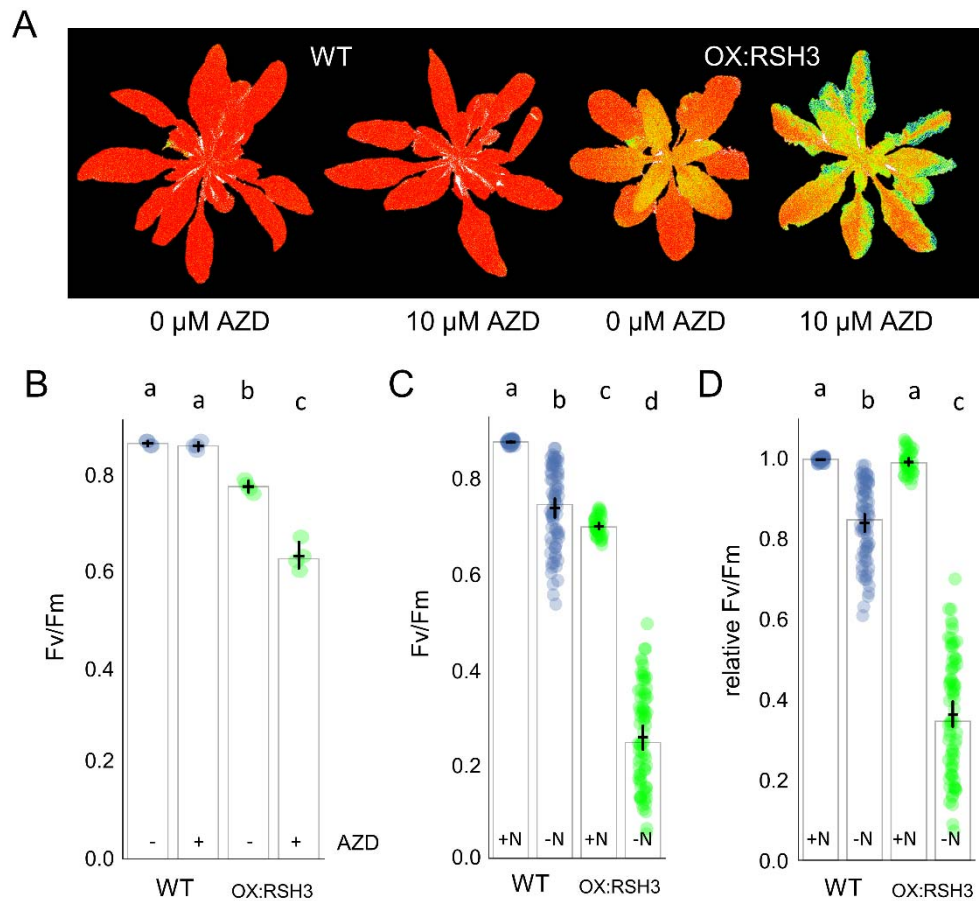 A
WT OX:RSH3
0 µM AZD 10 µM AZD 0 µM AZD 10 µM AZD
B
a a b c
Fv/Fm
0.8
0.6
0.4
0.2
0.0
- + - + AZD
WT OX:RSH3
C
a b c d
Fv/Fm
0.8
0.6
0.4
0.2
0.0
+N -N +N -N
WT OX:RSH3
D
a b a c
relative Fv/Fm
1.0
0.8
0.6
0.4
0.2
0.0
+N -N +N -N
WT OX:RSH3